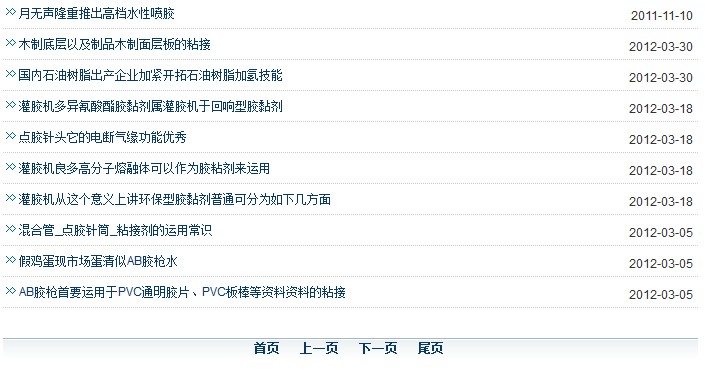 月无声隆重推出高档水性喷胶 2011-11-10
木制底层以及制品木制面层板的粘接 2012-03-30
国内石油树脂出产企业加紧开拓石油树脂加氢技能 2012-03-30
灌胶机多异氰酸酯胶黏剂属灌胶机于回响型胶黏剂 2012-03-18
点胶针头它的电断气缘功能优秀 2012-03-18
灌胶机良多高分子熔融体可以作为胶粘剂来运用 2012-03-18
灌胶机从这个意义上讲环保型胶黏剂普通可分为如下几方面 2012-03-18
混合管_点胶针筒_粘接剂的运用常识 2012-03-05
假鸡蛋现市场蛋清似AB胶枪水 2012-03-05
AB胶枪首要运用于PVC通明胶片、PVC板棒等资料资料的粘接 2012-03-05
首页 上一页 下一页 尾页